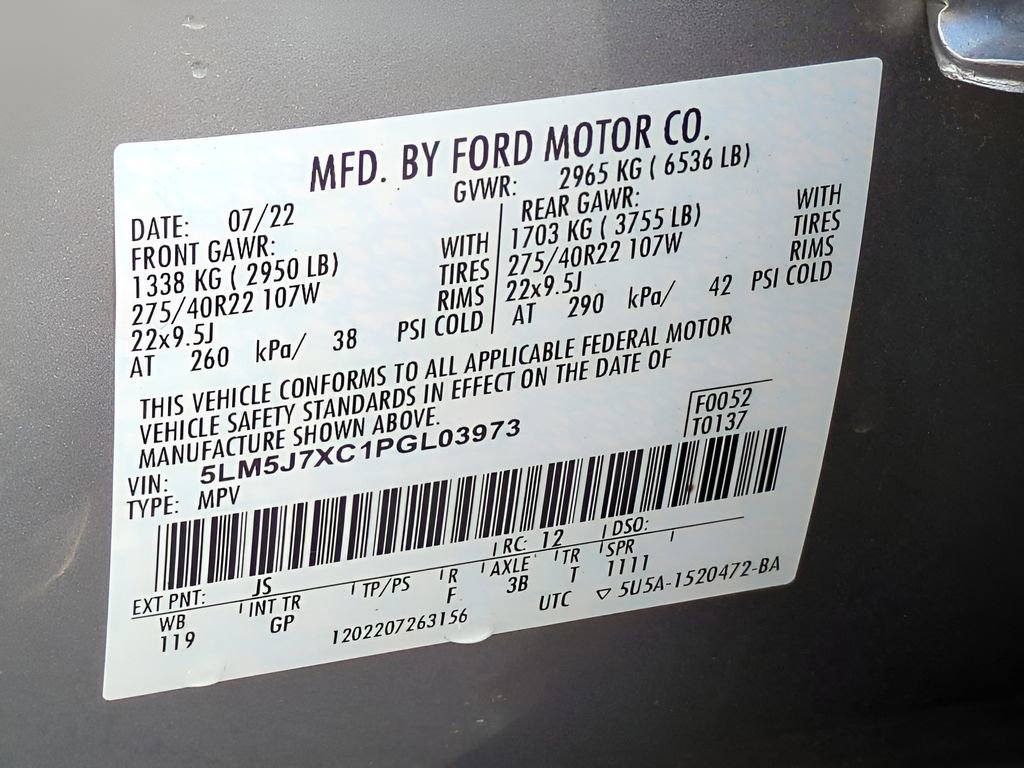 MFD. BY FORD MOTOR CO.
DATE: 07/22 GVWR: 2965 KG ( 6536 LB)
FRONT GAWR: REAR GAWR:
1338 KG ( 2950 LB) WITH 1703 KG ( 3755 LB) WITH
275/40R22 107W TIRES 275/40R22 107W TIRES
22x9.5J RIMS 22x9.5J RIMS
AT 260 kPa/ 38 PSI COLD AT 290 kPa/ 42 PSI COLD
THIS VEHICLE CONFORMS TO ALL APPLICABLE FEDERAL MOTOR
VEHICLE SAFETY STANDARDS IN EFFECT ON THE DATE OF
MANUFACTURE SHOWN ABOVE.
VIN: 5LM5J7XC1PGL03973
F0052
TYPE: MPV
T0137
EXT PNT: JS RC: 12 DSO:
WB INT TR TP/PS R AXLE TR SPR
119 GP F 3B T 1111
1202207263156 UTC ▽ 5U5A-1520472-BA